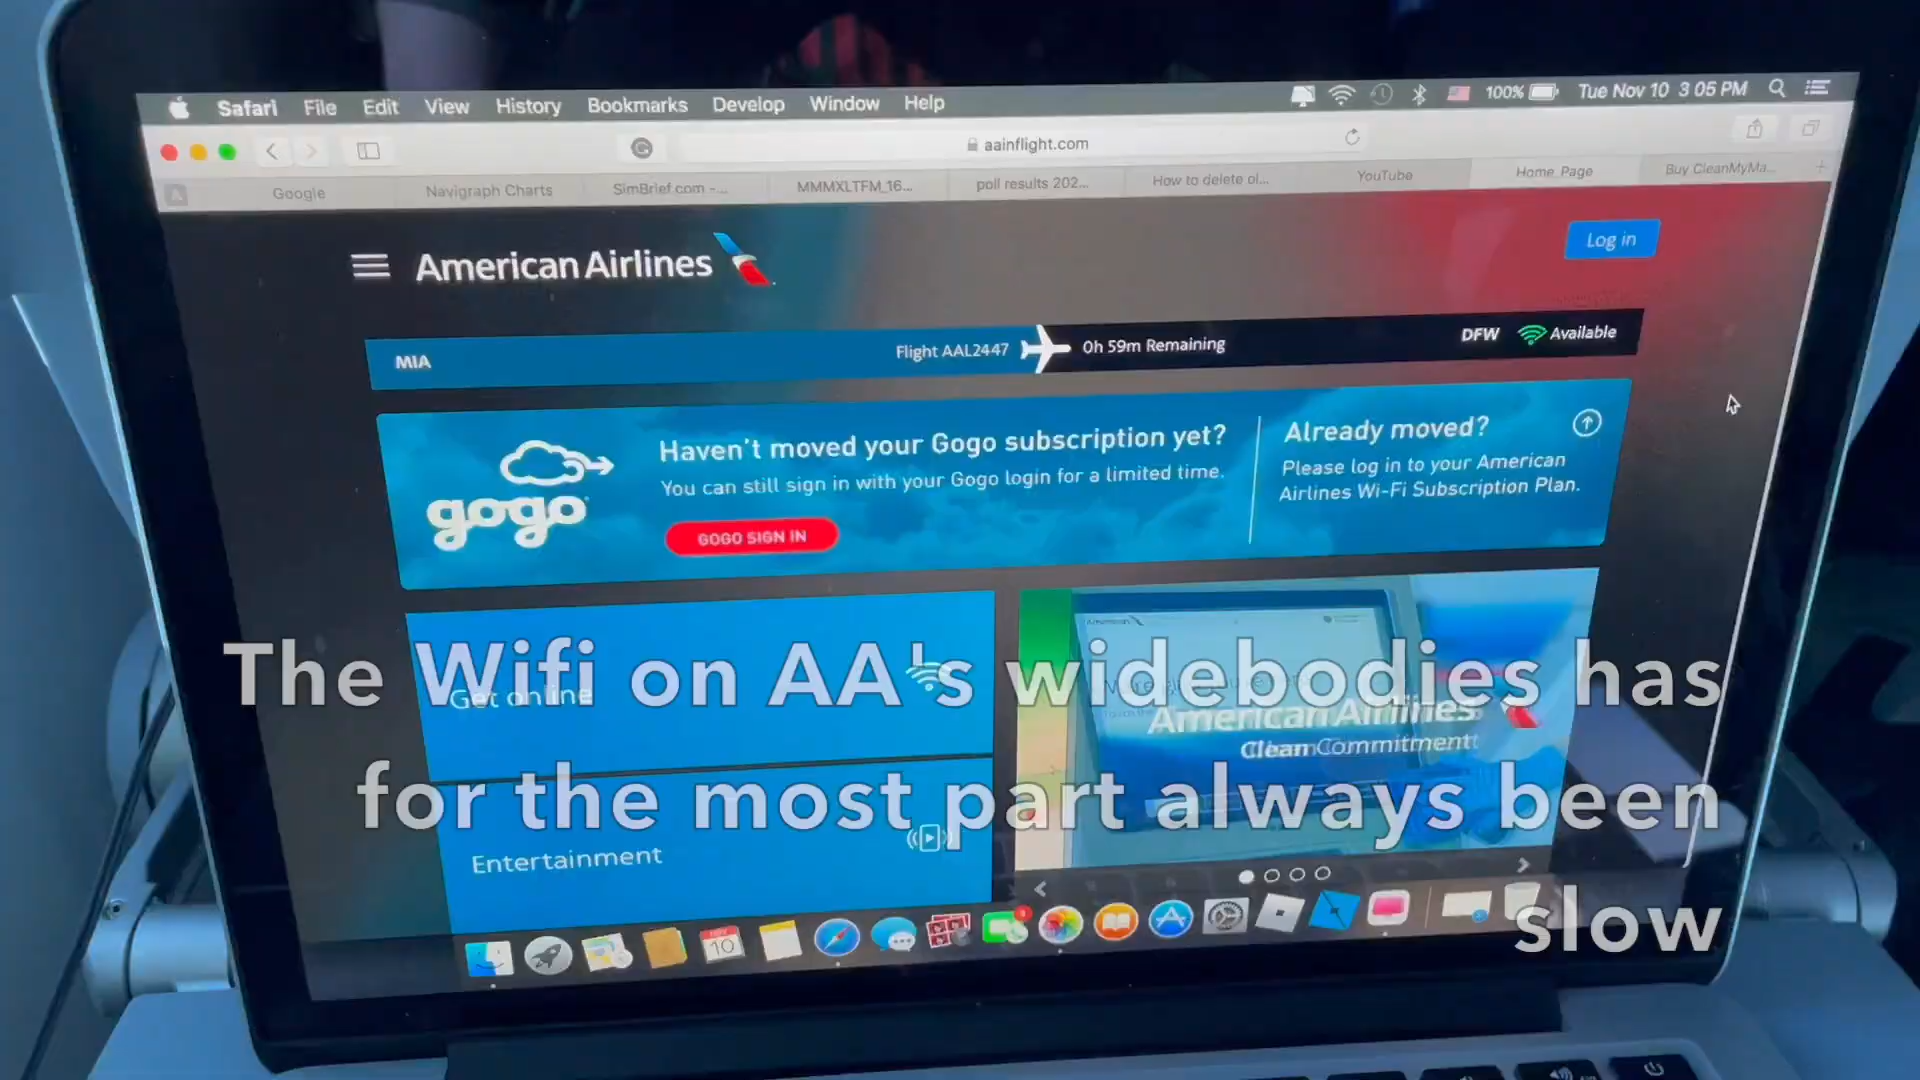 Safari File Edit View History Bookmarks Develop Window Help 100% Tue Nov 10 3:05 PM
aainflight.com
Google Navigraph Charts SimBrief.com -... MMMXLTFM_16... poll results 202... How to delete ol... YouTube Home Page Buy CleanMyMa...
American Airlines Log in
MIA Flight AAL2447 0h 59m Remaining DFW Available
Haven't moved your Gogo subscription yet?
You can still sign in with your Gogo login for a limited time.
gogo
GOGO SIGN IN
Already moved?
Please log in to your American
Airlines Wi-Fi Subscription Plan.
The Wifi on AA's widebodies has
Get online
American Airlines
Clean Commitment
for the most part always been
Entertainment
slow
10